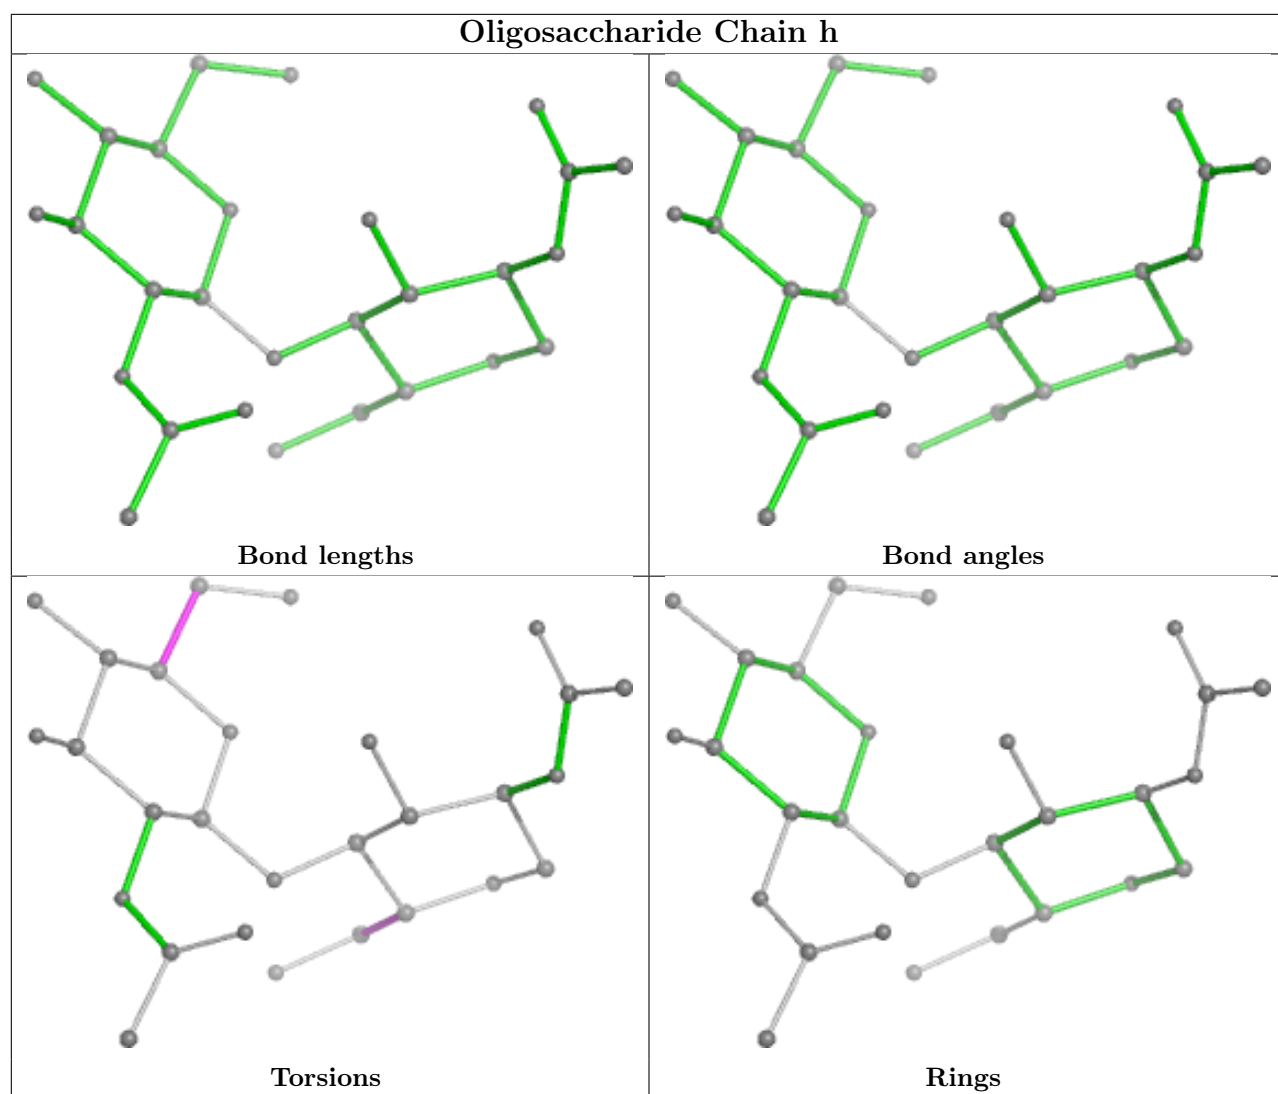 Oligosaccharide Chain h
Bond lengths
Bond angles
Torsions
Rings